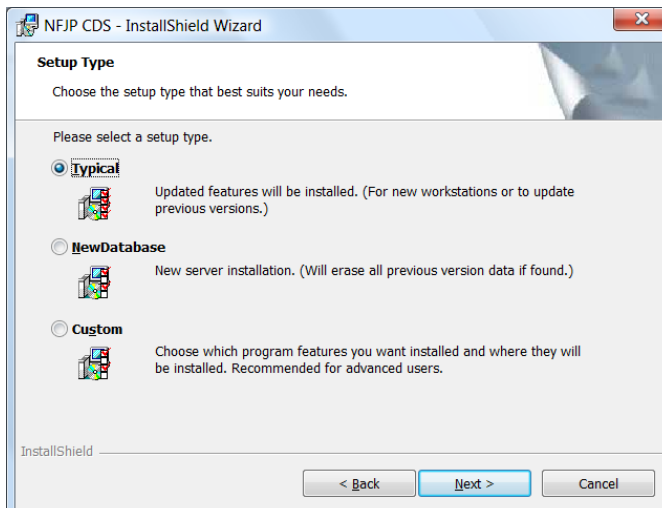 NFJP CDS - InstallShield Wizard
Setup Type
Choose the setup type that best suits your needs.
Please select a setup type.
Typical
Updated features will be installed. (For new workstations or to update
previous versions.)
NewDatabase
New server installation. (Will erase all previous version data if found.)
Custom
Choose which program features you want installed and where they will
be installed. Recommended for advanced users.
InstallShield
< Back
Next >
Cancel